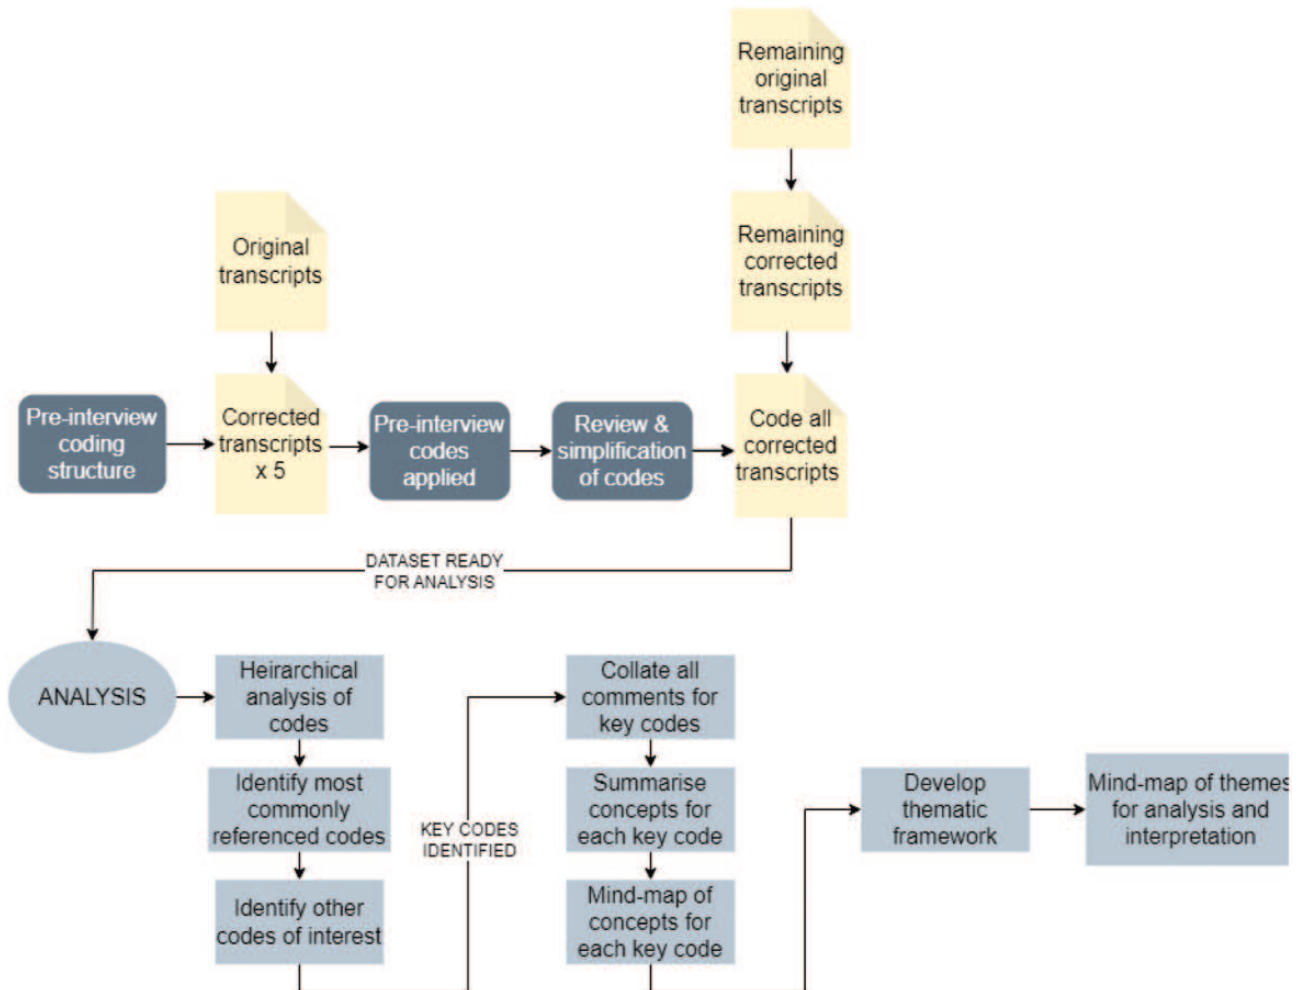 Remaining
original
transcripts
Original
transcripts
Remaining
corrected
transcripts
Pre-interview
coding
structure
Corrected
transcripts
x 5
Pre-interview
codes
applied
Review &
simplification
of codes
Code all
corrected
transcripts
DATASET READY
FOR ANALYSIS
ANALYSIS
Heirarchical
analysis of
codes
Identify most
commonly
referenced codes
Identify other
codes of interest
KEY CODES
IDENTIFIED
Collate all
comments for
key codes
Summarise
concepts for
each key code
Mind-map of
concepts for
each key code
Develop
thematic
framework
Mind-map of themes
for analysis and
interpretation